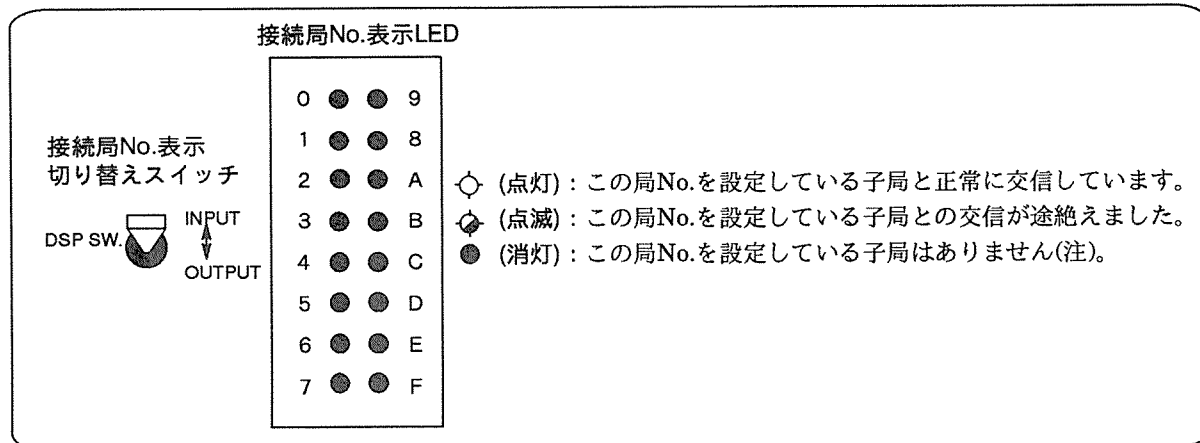 接続局No.表示LED
接続局No.表示
切り替えスイッチ
DSP SW.
INPUT
OUTPUT
0 9
1 8
2 A
3 B
4 C
5 D
6 E
7 F
(点灯) : この局No.を設定している子局と正常に交信しています。
(点滅) : この局No.を設定している子局との交信が途絶えました。
(消灯) : この局No.を設定している子局はありません(注)。